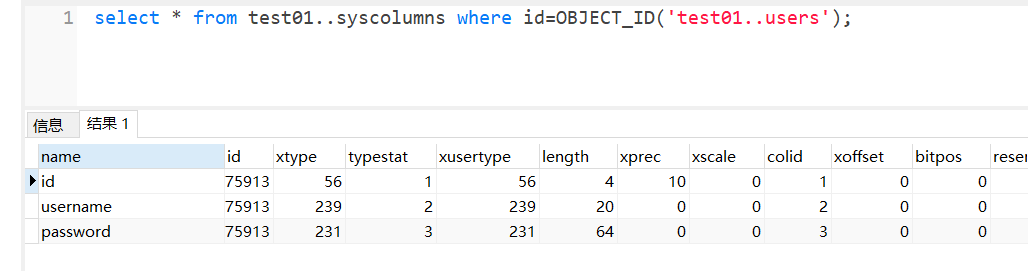 1 select * from test01..syscolumns where id=OBJECT_ID('test01..users');
信息 结果 1
name id xtype typestat xusertype length xprec xscale colid xoffset bitpos reser
id 75913 56 1 56 4 10 0 1 0 0
username 75913 239 2 239 20 0 0 2 0 0
password 75913 231 3 231 64 0 0 3 0 0